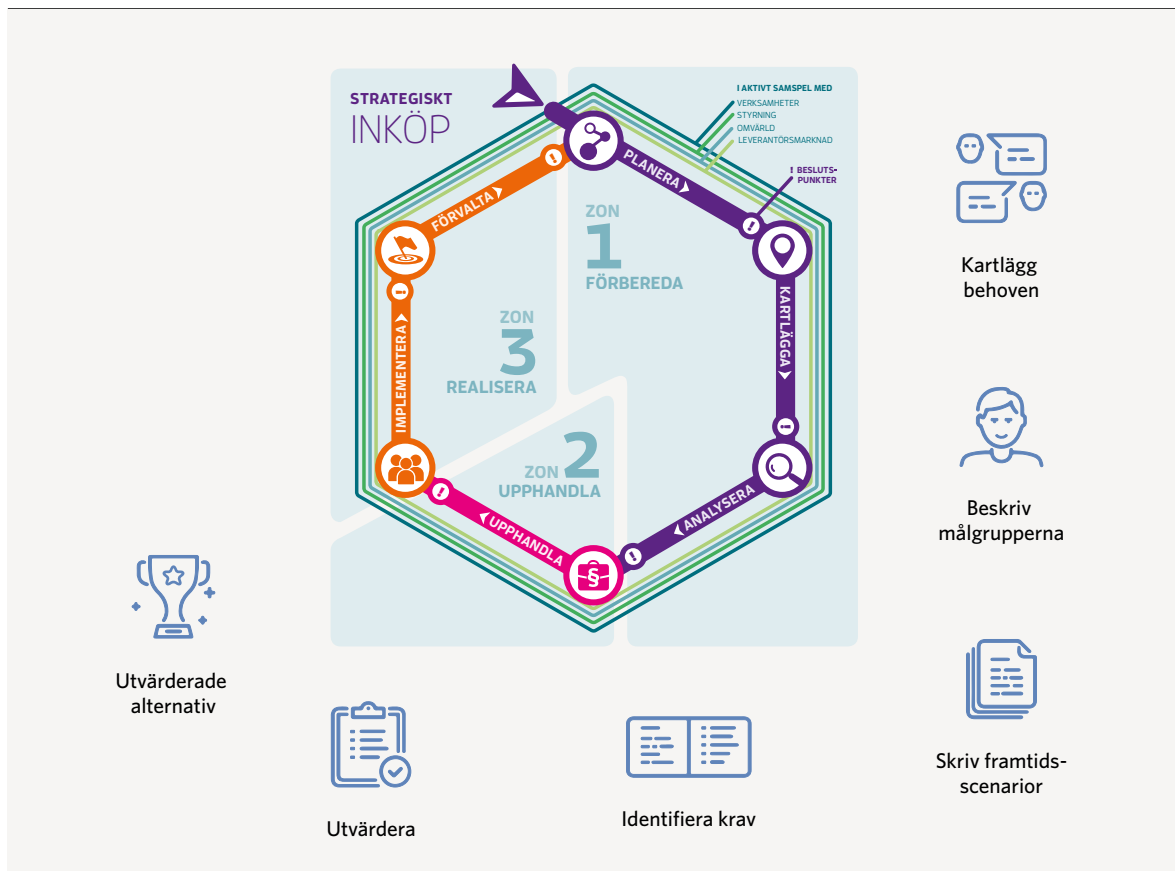 STRATEGISKT
INKÖP
I AKTIVT SAMSPEL MED
VERKSAMHETER
STYRNING
OMVÄRLD
LEVERANTÖRSMARKNAD
! BESLUTS-
PUNKTER
PLANERA
KARTLÄGGA
ANALYSERA
UPPHANDLA
IMPLEMENTERA
FÖRVALTA
ZON
1
FÖRBEREDA
ZON 2
UPPHANDLA
ZON
3
REALISERA
§
Kartlägg
behoven
Beskriv
målgrupperna
Skriv framtids-
scenarior
Identifiera krav
Utvärdera
Utvärderade
alternativ